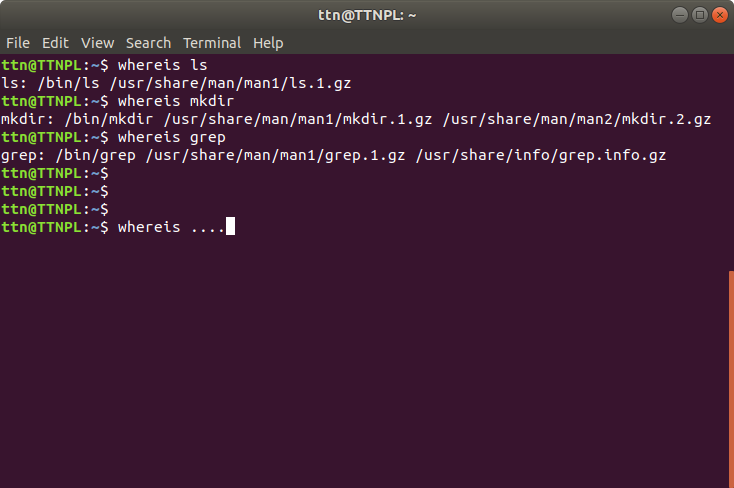 ttn@TTNPL: ~
File Edit View Search Terminal Help
ttn@TTNPL:~$ whereis ls
ls: /bin/ls /usr/share/man/man1/ls.1.gz
ttn@TTNPL:~$ whereis mkdir
mkdir: /bin/mkdir /usr/share/man/man1/mkdir.1.gz /usr/share/man/man2/mkdir.2.gz
ttn@TTNPL:~$ whereis grep
grep: /bin/grep /usr/share/man/man1/grep.1.gz /usr/share/info/grep.info.gz
ttn@TTNPL:~$
ttn@TTNPL:~$
ttn@TTNPL:~$
ttn@TTNPL:~$ whereis ....